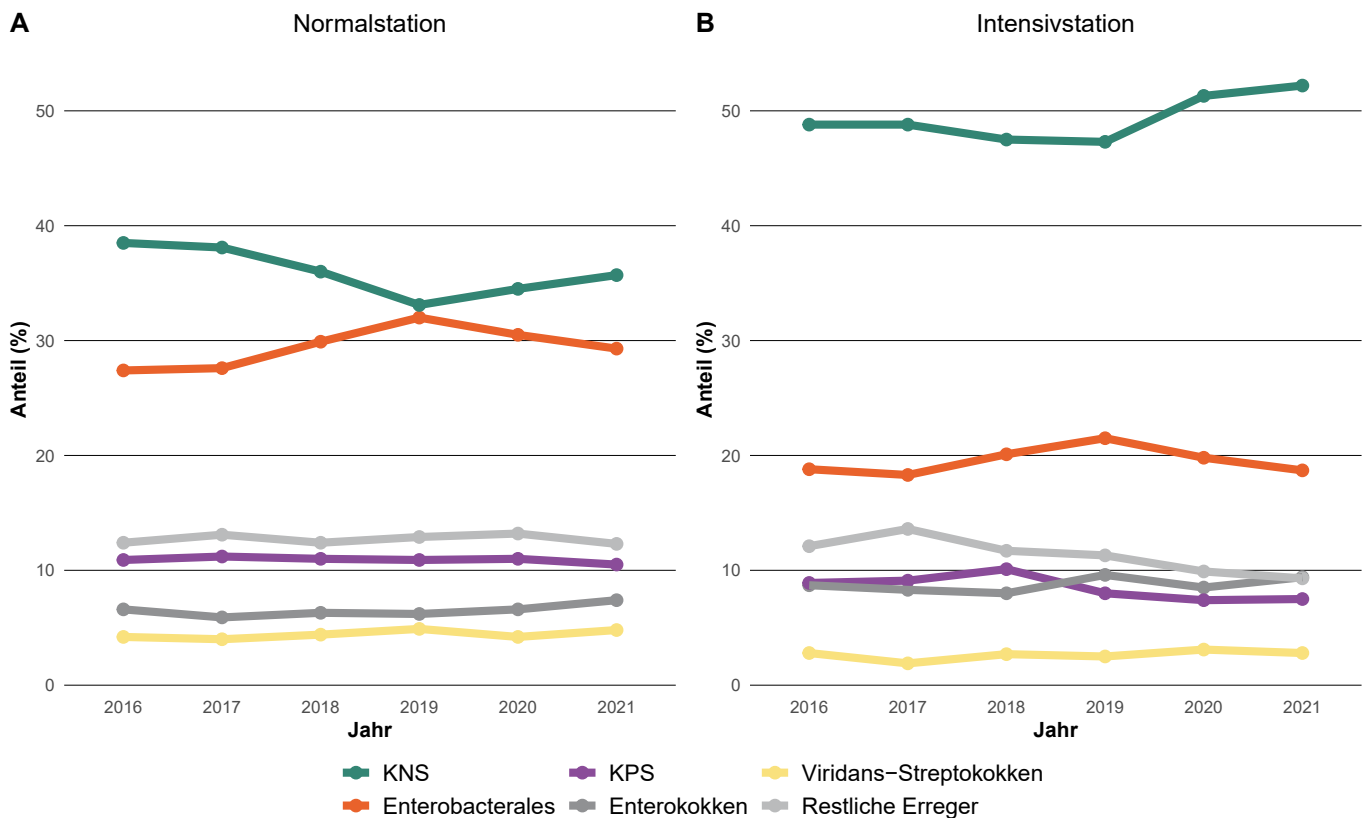 A Normalstation
B Intensivstation
Anteil (%)
50
40
30
20
10
0
2016 2017 2018 2019 2020 2021
Jahr
Anteil (%)
50
40
30
20
10
0
2016 2017 2018 2019 2020 2021
Jahr
KNS KPS Viridans−Streptokokken
Enterobacterales Enterokokken Restliche Erreger